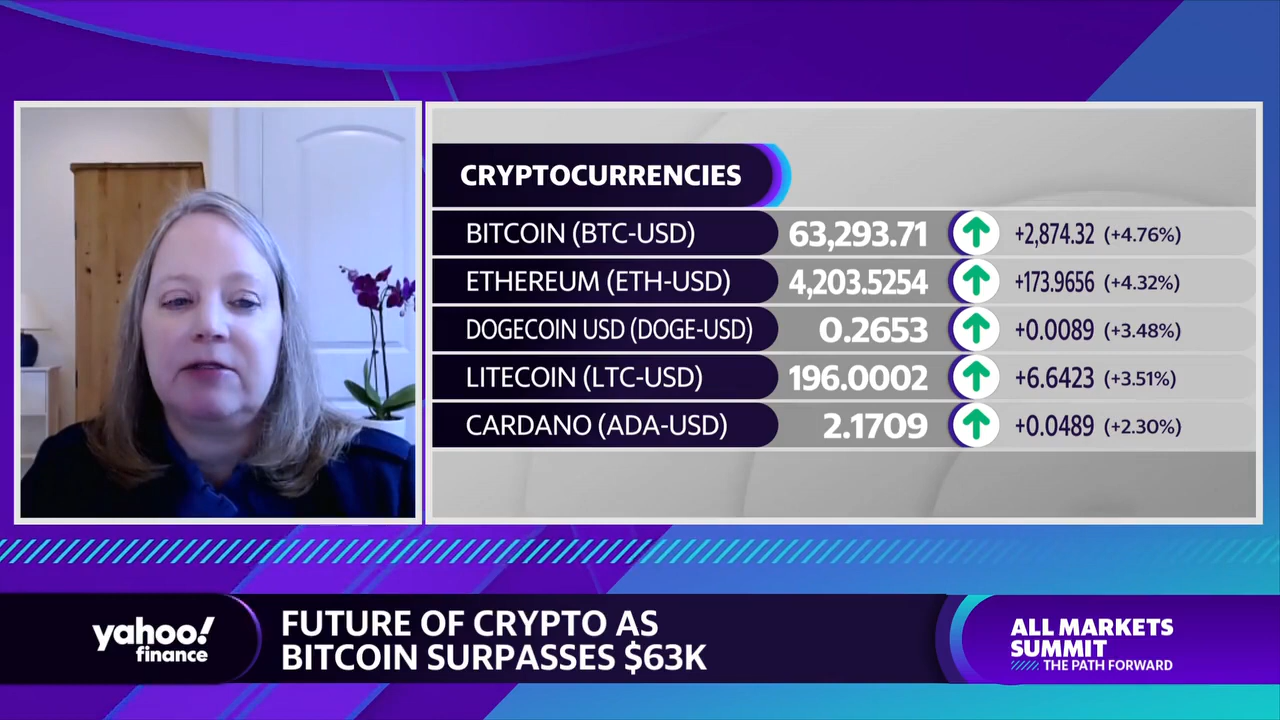 CRYPTOCURRENCIES
BITCOIN (BTC-USD) 63,293.71 +2,874.32 (+4.76%)
ETHEREUM (ETH-USD) 4,203.5254 +173.9656 (+4.32%)
DOGECOIN USD (DOGE-USD) 0.2653 +0.0089 (+3.48%)
LITECOIN (LTC-USD) 196.0002 +6.6423 (+3.51%)
CARDANO (ADA-USD) 2.1709 +0.0489 (+2.30%)
yahoo!
finance
FUTURE OF CRYPTO AS
BITCOIN SURPASSES $63K
ALL MARKETS
SUMMIT
THE PATH FORWARD